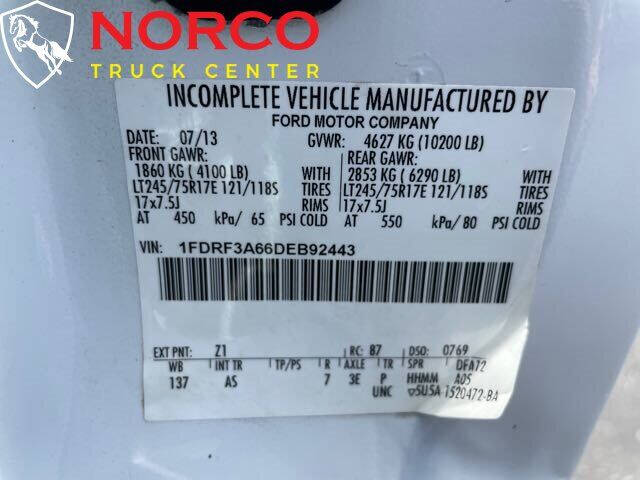 NORCO
TRUCK CENTER
INCOMPLETE VEHICLE MANUFACTURED BY
FORD MOTOR COMPANY
DATE: 07/13 GVWR: 4627 KG (10200 LB)
FRONT GAWR: REAR GAWR:
1860 KG ( 4100 LB) WITH 2853 KG ( 6290 LB) WITH
LT245/75R17E 121/118S TIRES LT245/75R17E 121/118S TIRES
17x7.5J RIMS 17x7.5J RIMS
AT 450 kPa/ 65 PSI COLD AT 550 kPa/ 80 PSI COLD
VIN: 1FDRF3A66DEB92443
EXT PNT: Z1 RC: 87 DSO: 0769
WB INT TR TP/PS R AXLE TR SPR DFA72
137 AS 7 3E P HHMM A05
UNC SUSA 1520472-BA